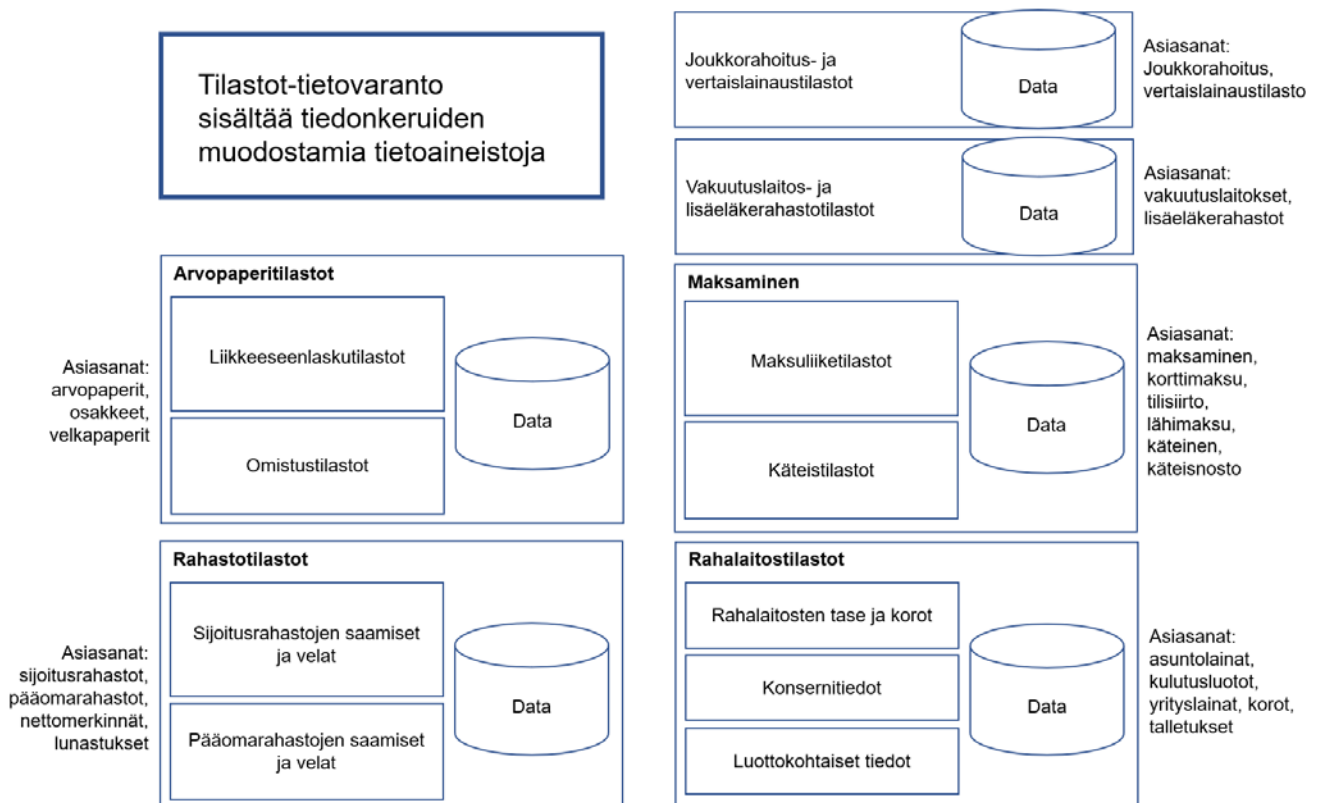 Tilastot-tietovaranto
sisältää tiedonkeruiden
muodostamia tietoaineistoja
Joukkorahoitus- ja
vertaislainaustilastot
Data
Asiasanat:
Joukkorahoitus,
vertaislainaustilasto
Vakuutuslaitos- ja
lisäeläkerahastotilastot
Data
Asiasanat:
vakuutuslaitokset,
lisäeläkerahastot
Arvopaperitilastot
Liikkeeseenlaskutilastot
Omistustilastot
Data
Asiasanat:
arvopaperit,
osakkeet,
velkapaperit
Maksaminen
Maksuliiketilastot
Käteistilastot
Data
Asiasanat:
maksaminen,
korttimaksu,
tilisiirto,
lähimaksu,
käteinen,
käteisnosto
Rahastotilastot
Sijoitusrahastojen saamiset
ja velat
Pääomarahastojen saamiset
ja velat
Data
Asiasanat:
sijoitusrahastot,
pääomarahastot,
nettomerkinnät,
lunastukset
Rahalaitostilastot
Rahalaitosten tase ja korot
Konsernitiedot
Luottokohtaiset tiedot
Data
Asiasanat:
asuntolainat,
kulutusluotot,
yrityslainat, korot,
talletukset